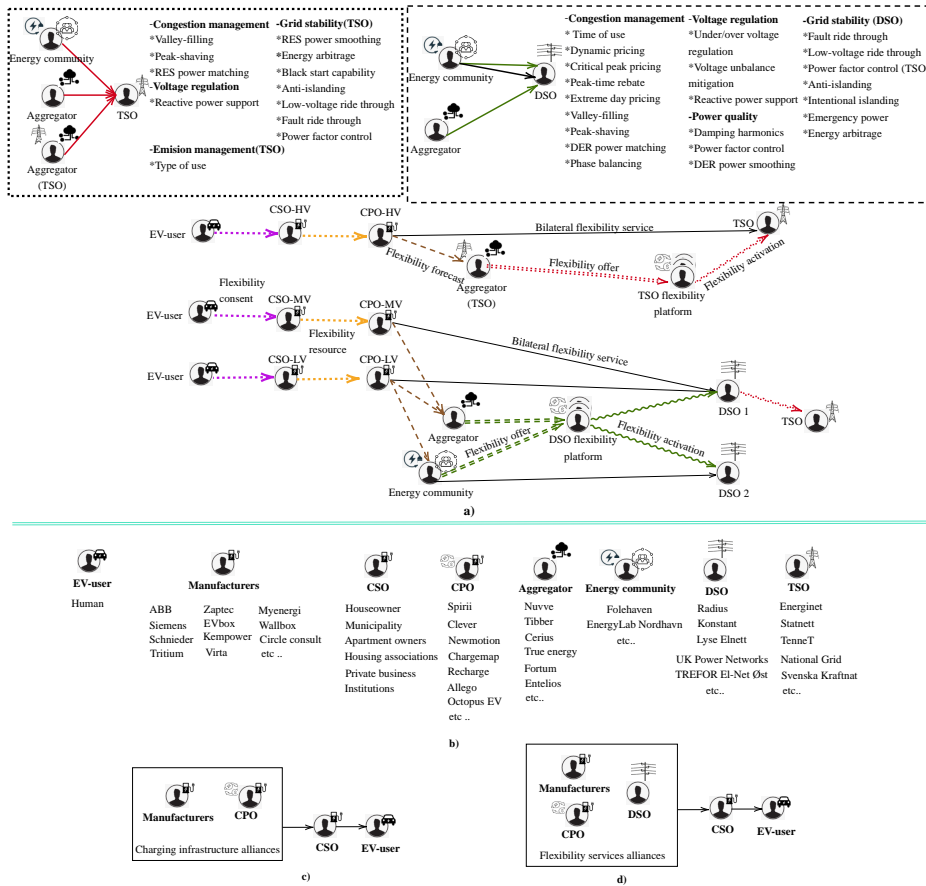 -Congestion management
*Valley-filling
*Peak-shaving
*RES power matching
-Voltage regulation
*Reactive power support
-Emision management(TSO)
*Type of use
-Grid stability(TSO)
*RES power smoothing
*Energy arbitrage
*Black start capability
*Anti-islanding
*Low-voltage ride through
*Fault ride through
*Power factor control
Energy community
Aggregator
TSO
Aggregator
(TSO)
-Congestion management
* Time of use
*Dynamic pricing
*Critical peak pricing
*Peak-time rebate
*Extreme day pricing
*Valley-filling
*Peak-shaving
*DER power matching
*Phase balancing
-Voltage regulation
*Under/over voltage
regulation
*Voltage unbalance
mitigation
*Reactive power support
-Power quality
*Damping harmonics
*Power factor control
*DER power smoothing
-Grid stability (DSO)
*Fault ride through
*Low-voltage ride through
*Power factor control (TSO
*Anti-islanding
*Intentional islanding
*Emergency power
*Energy arbitrage
Energy community
DSO
Aggregator
EV-user
CSO-HV
CPO-HV
Bilateral flexibility service
TSO
Flexibility forecast
Aggregator
(TSO)
Flexibility offer
TSO flexibility
platform
Flexibility activation
EV-user
Flexibility
consent
CSO-MV
Flexibility
resource
CPO-MV
Bilateral flexibility service
EV-user
CSO-LV
CPO-LV
DSO 1
TSO
Aggregator
Flexibility offer
DSO flexibility
platform
Flexibility activation
Energy community
DSO 2
a)
EV-user
Human
Manufacturers
ABB
Siemens
Schnieder
Tritium
Zaptec
EVbox
Kempower
Virta
Myenergi
Wallbox
Circle consult
etc ..
CSO
Houseowner
Municipality
Apartment owners
Housing associations
Private business
Institutions
CPO
Spirii
Clever
Newmotion
Chargemap
Recharge
Allego
Octopus EV
etc ..
Aggregator
Nuvve
Tibber
Cerius
True energy
Fortum
Entelios
etc..
Energy community
Folehaven
EnergyLab Nordhavn
etc..
DSO
Radius
Konstant
Lyse Elnett
UK Power Networks
TREFOR El-Net Øst
etc..
TSO
Energinet
Statnett
TenneT
National Grid
Svenska Kraftnat
etc..
b)
Manufacturers
CPO
Charging infrastructure alliances
CSO
EV-user
c)
Manufacturers
DSO
CPO
Flexibility services alliances
CSO
EV-user
d)